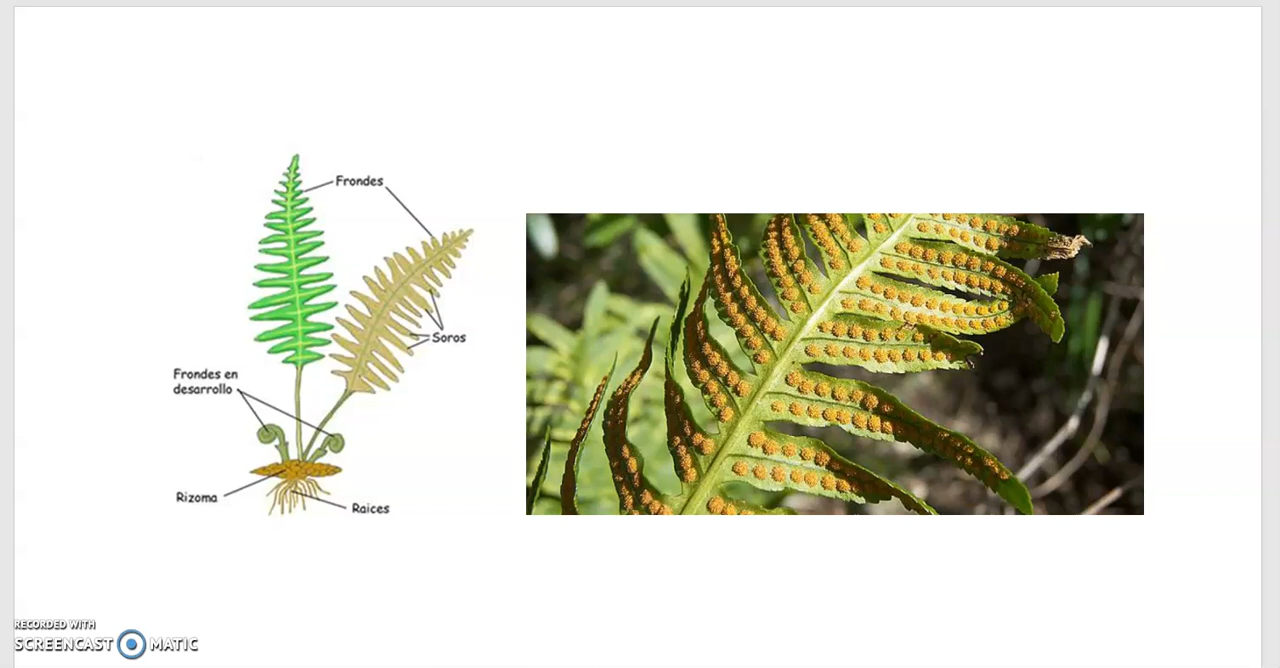 Frondes
Soros
Frondes en
desarrollo
Rizoma
Raices
RECORDED WITH
SCREENCAST MATIC